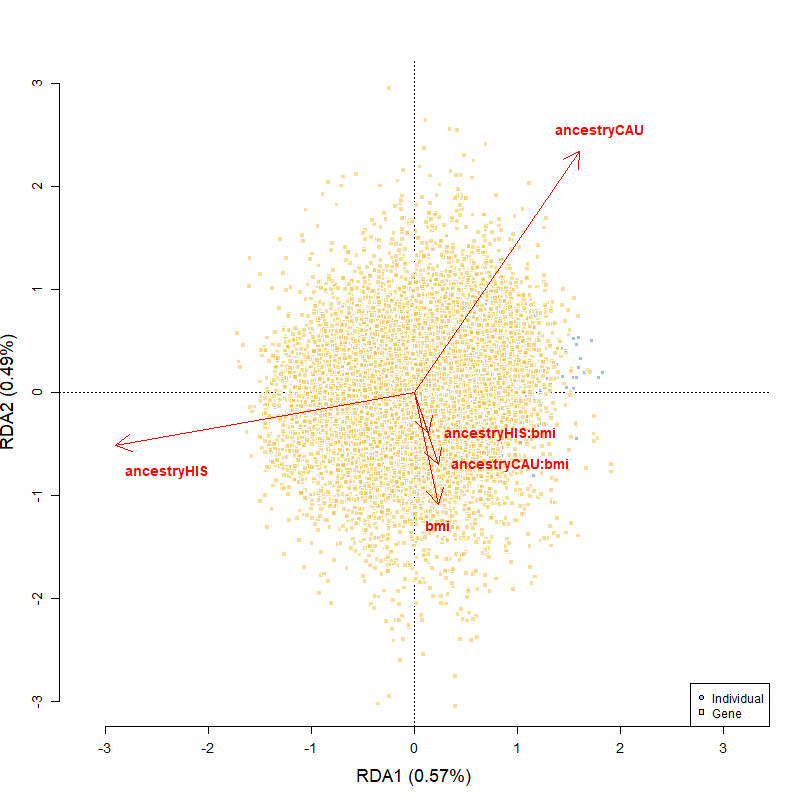 3
ancestryCAU
2
1
RDA2 (0.49%)
0
ancestryHIS:bmi
ancestryCAU:bmi
ancestryHIS
-1
bmi
-2
-3
Individual
Gene
-3 -2 -1 0 1 2 3
RDA1 (0.57%)